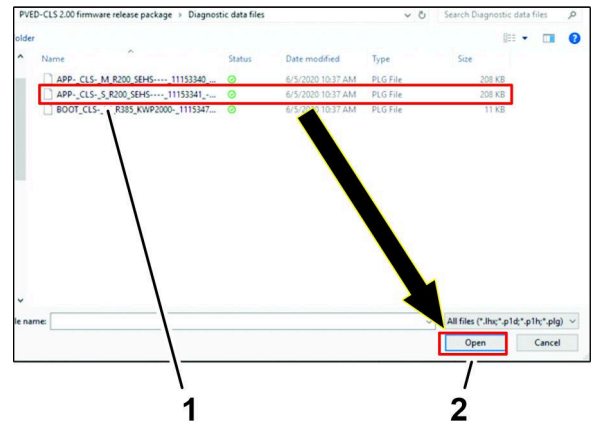 PVED-CLS 2.00 firmware release package > Diagnostic data files
Search Diagnostic data files
older
Name Status Date modified Type Size
APP-_CLS-_M_R200_SEHS----_11153340_... 6/5/2020 10:37 AM PLG File 208 KB
APP-_CLS-_S_R200_SEHS----_11153341_-... 6/5/2020 10:37 AM PLG File 208 KB
BOOT_CLS-_ R385_KWP2000-_1115347... 6/5/2020 10:37 AM PLG File 11 KB
le name: All files (*.lhx;*.p1d;*.p1h;*.plg)
Open Cancel
1 2